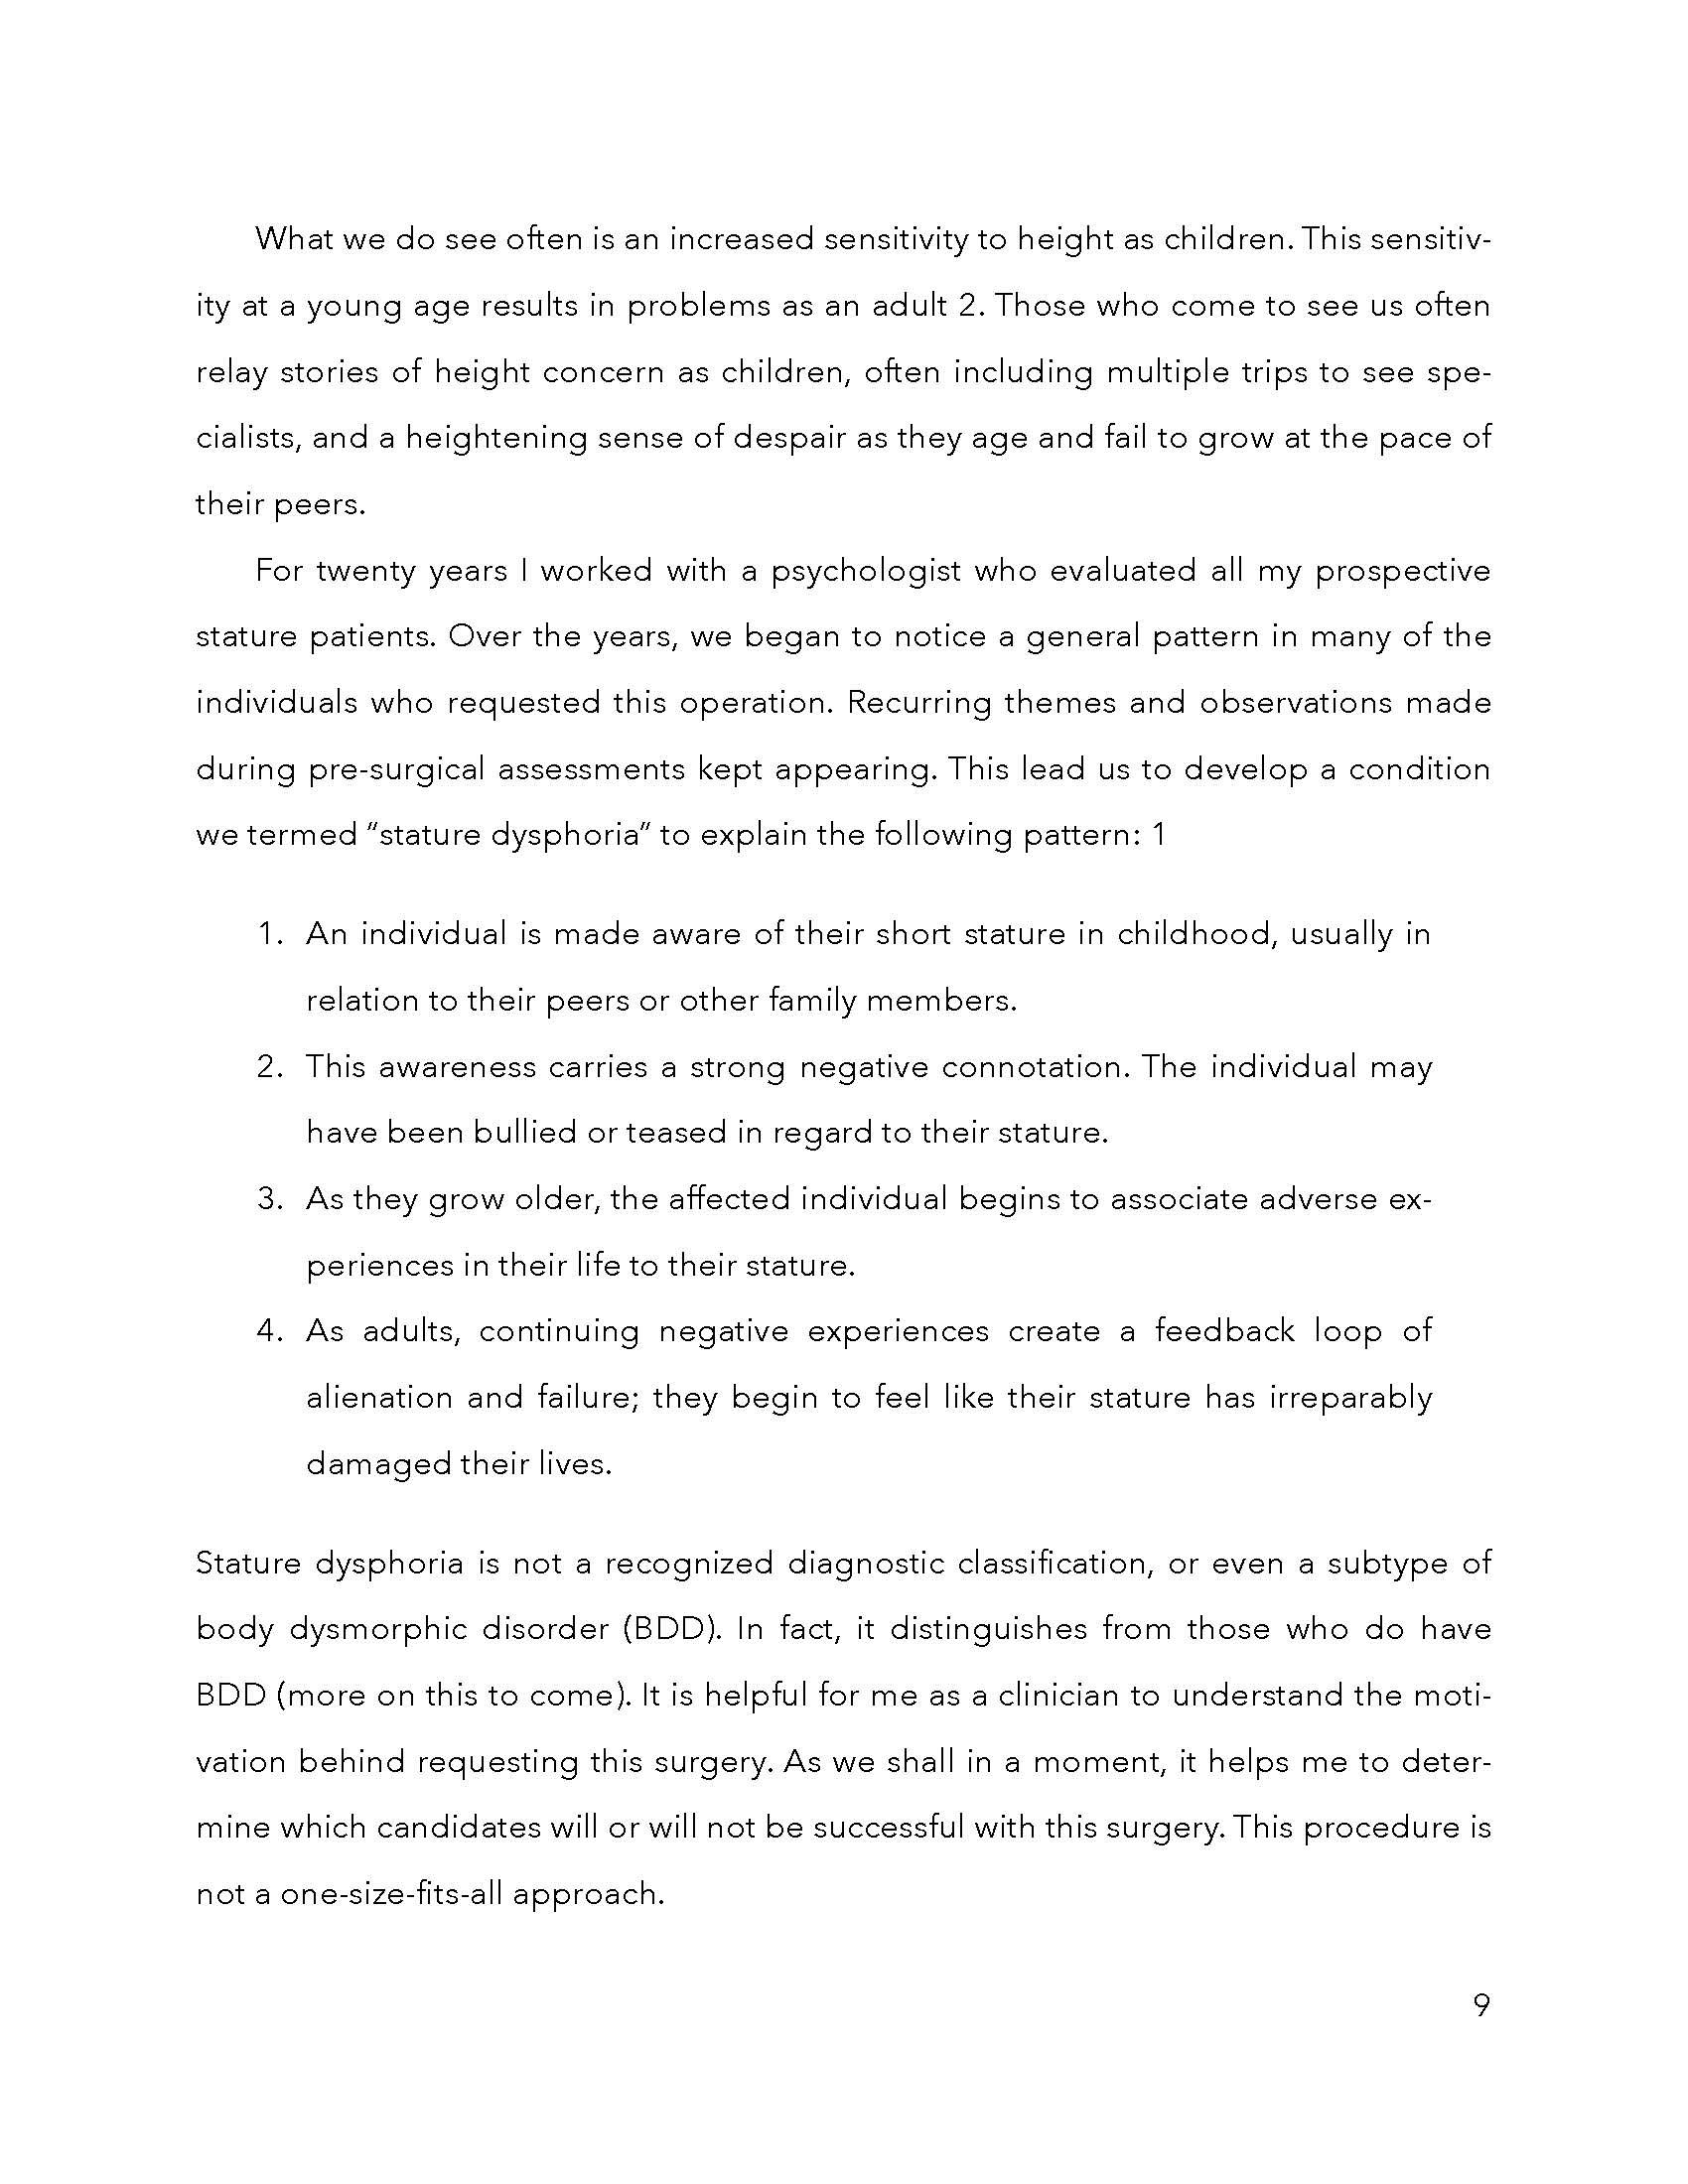 What we do see often is an increased sensitivity to height as children. This sensitiv-
ity at a young age results in problems as an adult 2. Those who come to see us often
relay stories of height concern as children, often including multiple trips to see spe-
cialists, and a heightening sense of despair as they age and fail to grow at the pace of
their peers.
For twenty years I worked with a psychologist who evaluated all my prospective
stature patients. Over the years, we began to notice a general pattern in many of the
individuals who requested this operation. Recurring themes and observations made
during pre-surgical assessments kept appearing. This lead us to develop a condition
we termed “stature dysphoria” to explain the following pattern: 1
1. An individual is made aware of their short stature in childhood, usually in
relation to their peers or other family members.
2. This awareness carries a strong negative connotation. The individual may
have been bullied or teased in regard to their stature.
3. As they grow older, the affected individual begins to associate adverse ex-
periences in their life to their stature.
4. As adults, continuing negative experiences create a feedback loop of
alienation and failure; they begin to feel like their stature has irreparably
damaged their lives.
Stature dysphoria is not a recognized diagnostic classification, or even a subtype of
body dysmorphic disorder (BDD). In fact, it distinguishes from those who do have
BDD (more on this to come). It is helpful for me as a clinician to understand the moti-
vation behind requesting this surgery. As we shall in a moment, it helps me to deter-
mine which candidates will or will not be successful with this surgery. This procedure is
not a one-size-fits-all approach.
9